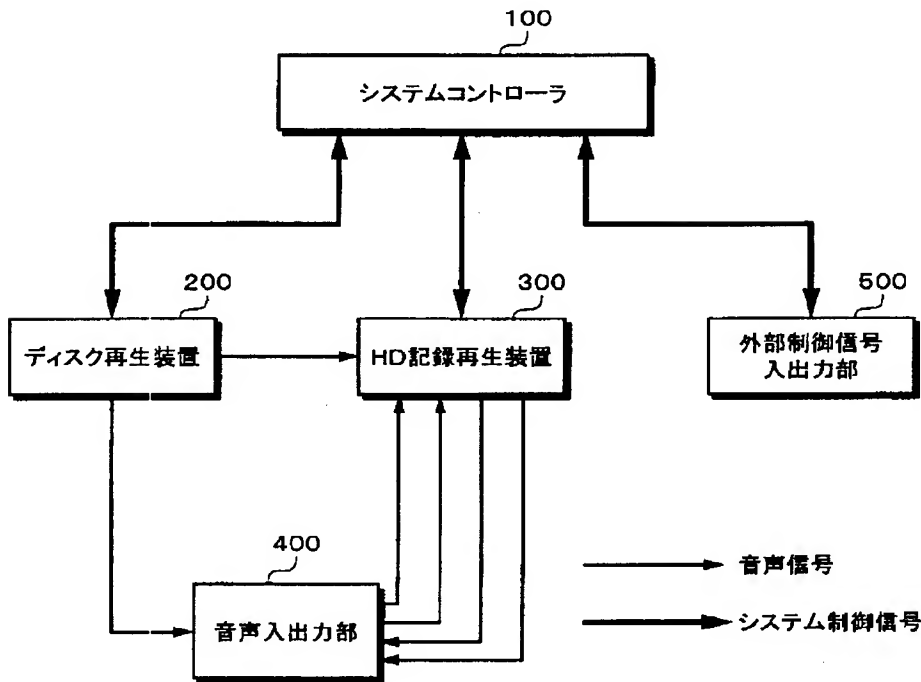 100
システムコントローラ
200
300
500
ディスク再生装置
HD記録再生装置
外部制御信号
入出力部
400
音声入出力部
音声信号
システム制御信号